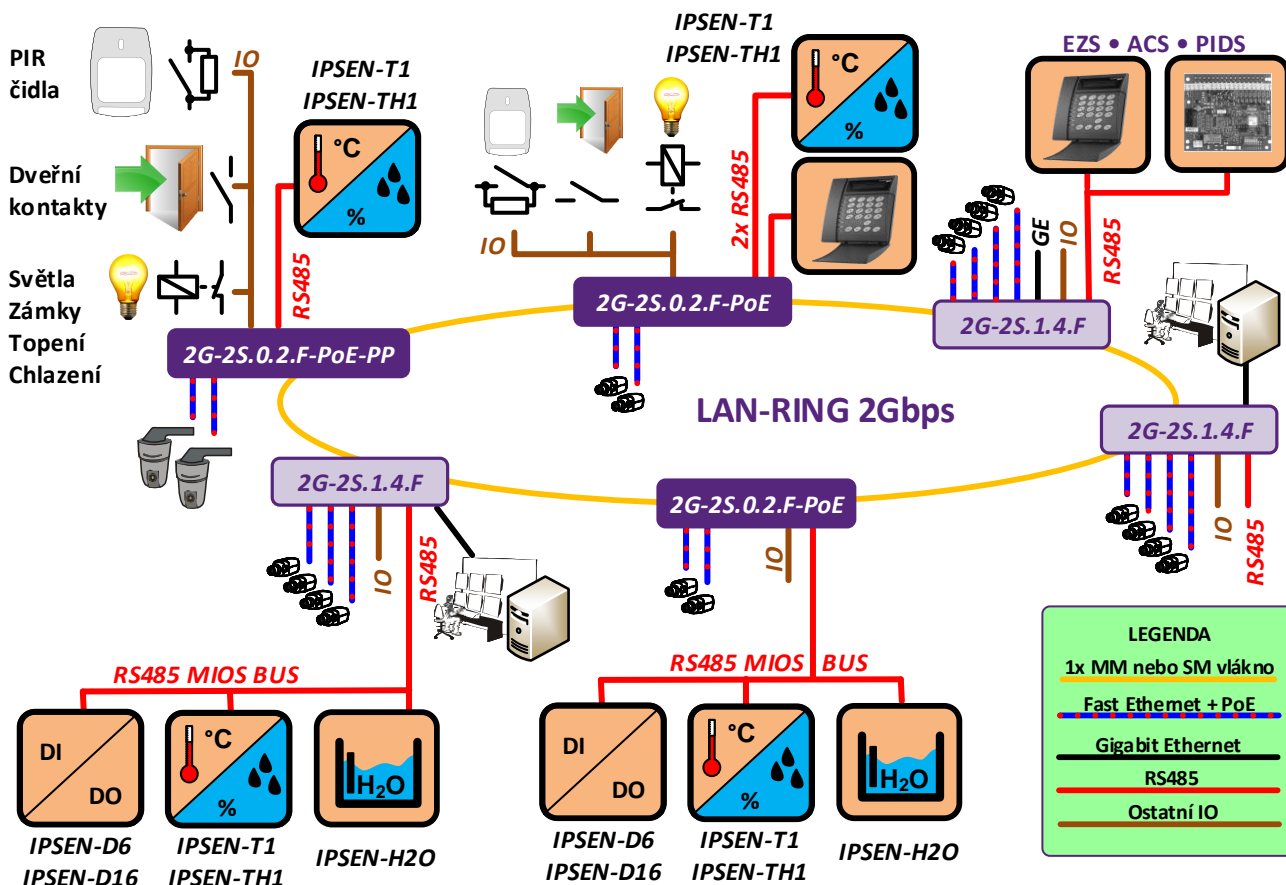 PIR
čidla
IO
IPSEN-T1
IPSEN-TH1
°C
%
Dveřní
kontakty
RS485
Světla
Zámky
Topení
Chlazení
2G-2S.0.2.F-PoE-PP
IPSEN-T1
IPSEN-TH1
°C
%
2x RS485
IO
2G-2S.0.2.F-PoE
EZS • ACS • PIDS
GE
IO
RS485
2G-2S.1.4.F
LAN-RING 2Gbps
2G-2S.1.4.F
IO
RS485
2G-2S.1.4.F
IO
RS485
2G-2S.0.2.F-PoE
IO
RS485 MIOS BUS
DI
DO
°C
%
H2O
IPSEN-D6
IPSEN-D16
IPSEN-T1
IPSEN-TH1
IPSEN-H2O
RS485 MIOS BUS
DI
DO
°C
%
H2O
IPSEN-D6
IPSEN-D16
IPSEN-T1
IPSEN-TH1
IPSEN-H2O
LEGENDA
1x MM nebo SM vlákno
Fast Ethernet + PoE
Gigabit Ethernet
RS485
Ostatní IO